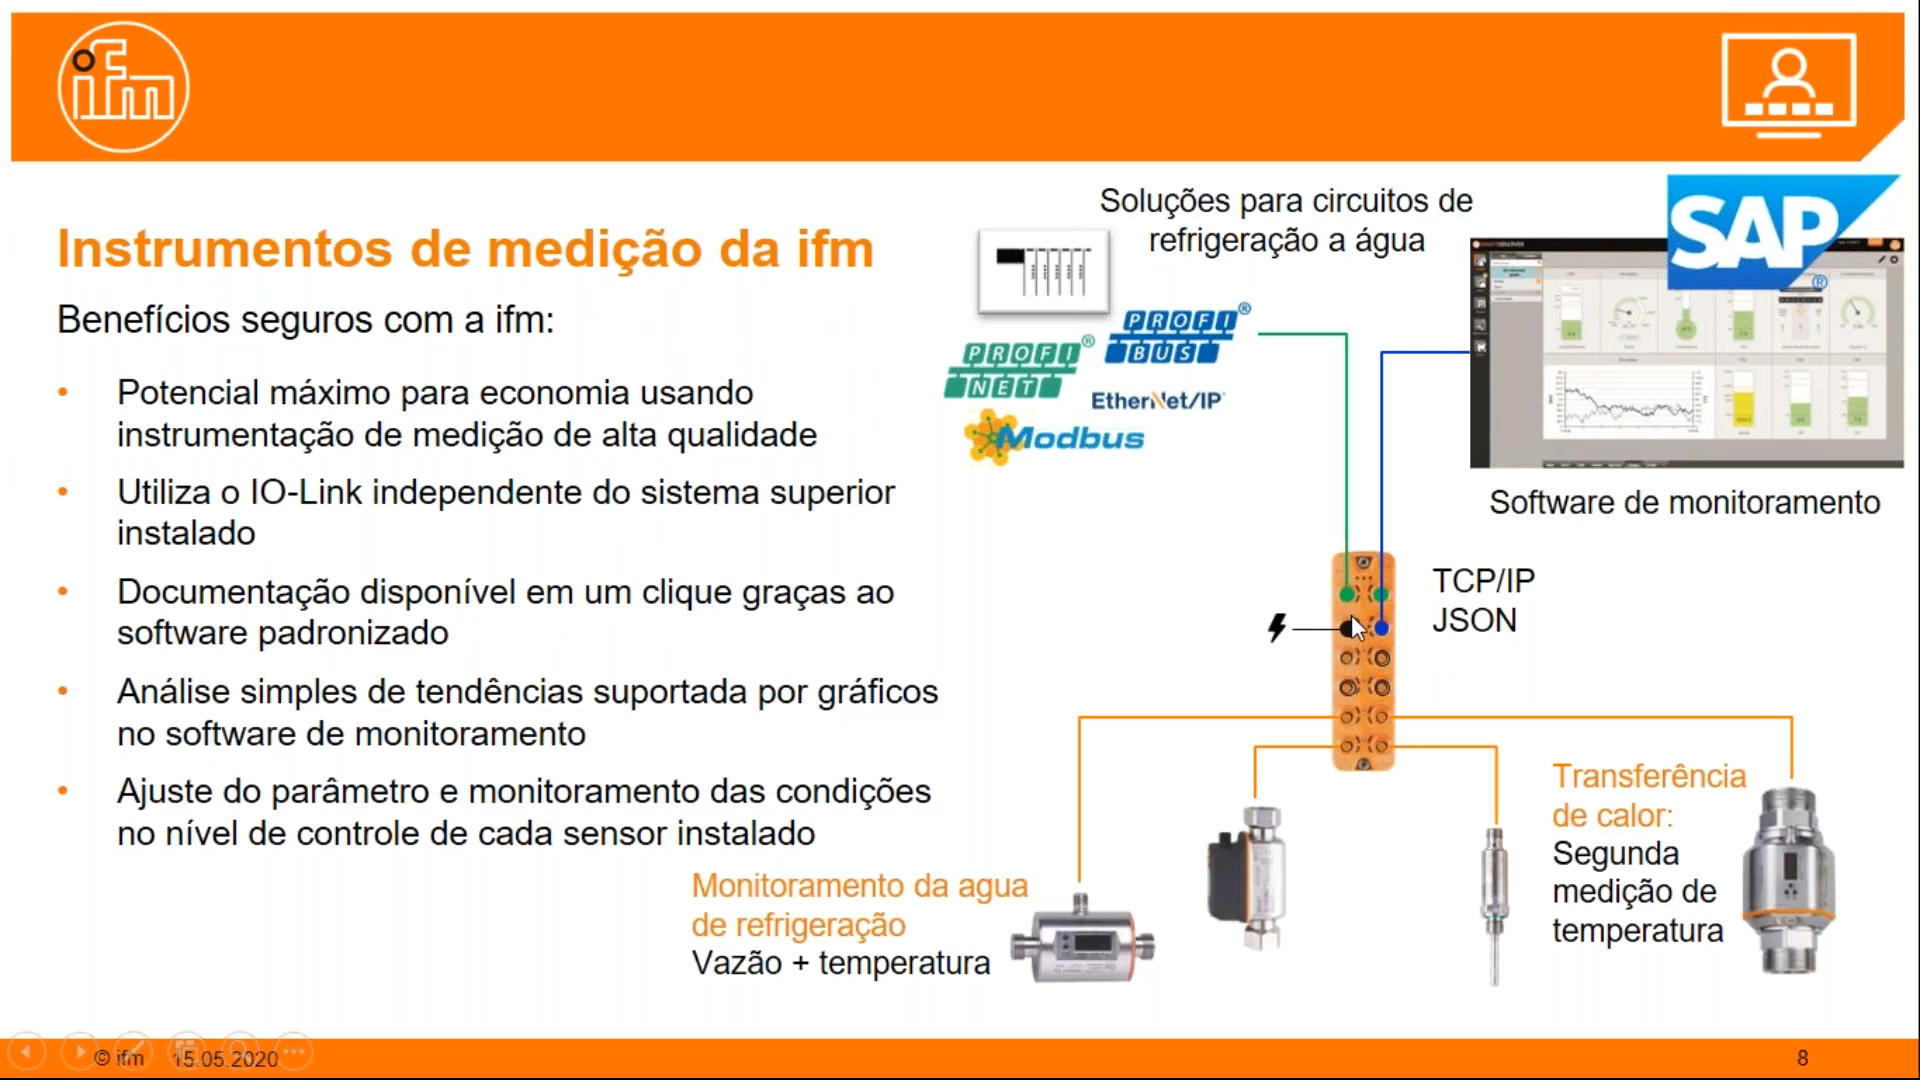 ifm
Instrumentos de medição da ifm
Benefícios seguros com a ifm:
• Potencial máximo para economia usando
instrumentação de medição de alta qualidade
• Utiliza o IO-Link independente do sistema superior
instalado
• Documentação disponível em um clique graças ao
software padronizado
• Análise simples de tendências suportada por gráficos
no software de monitoramento
• Ajuste do parâmetro e monitoramento das condições
no nível de controle de cada sensor instalado
Soluções para circuitos de
refrigeração a água
PROFI
BUS
®
PROFI
NET
®
EtherNet/IP
Modbus
SAP
®
Software de monitoramento
TCP/IP
JSON
Monitoramento da agua
de refrigeração
Vazão + temperatura
Transferência
de calor:
Segunda
medição de
temperatura
© ifm 15.05.2020
8